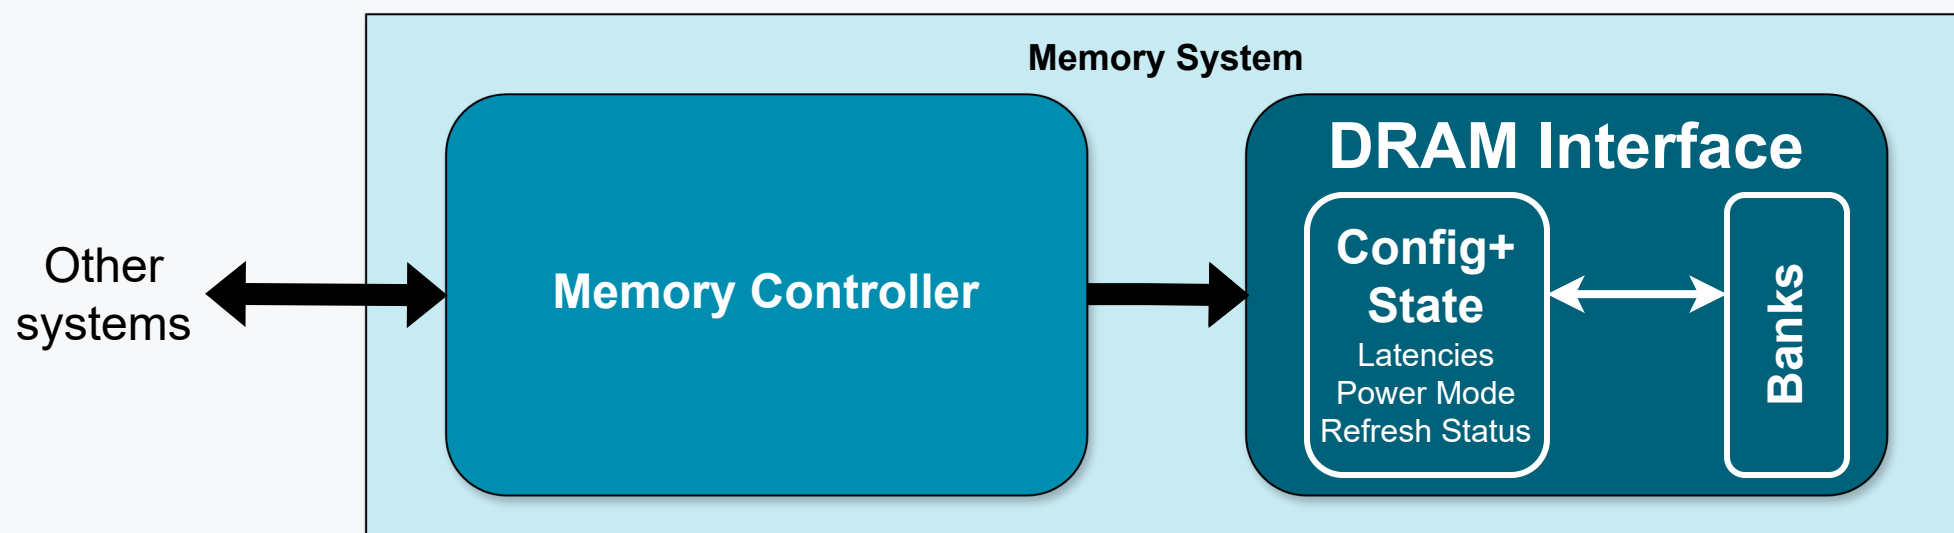 Memory System
Other
systems
Memory Controller
DRAM Interface
Config+
State
Latencies
Power Mode
Refresh Status
Banks